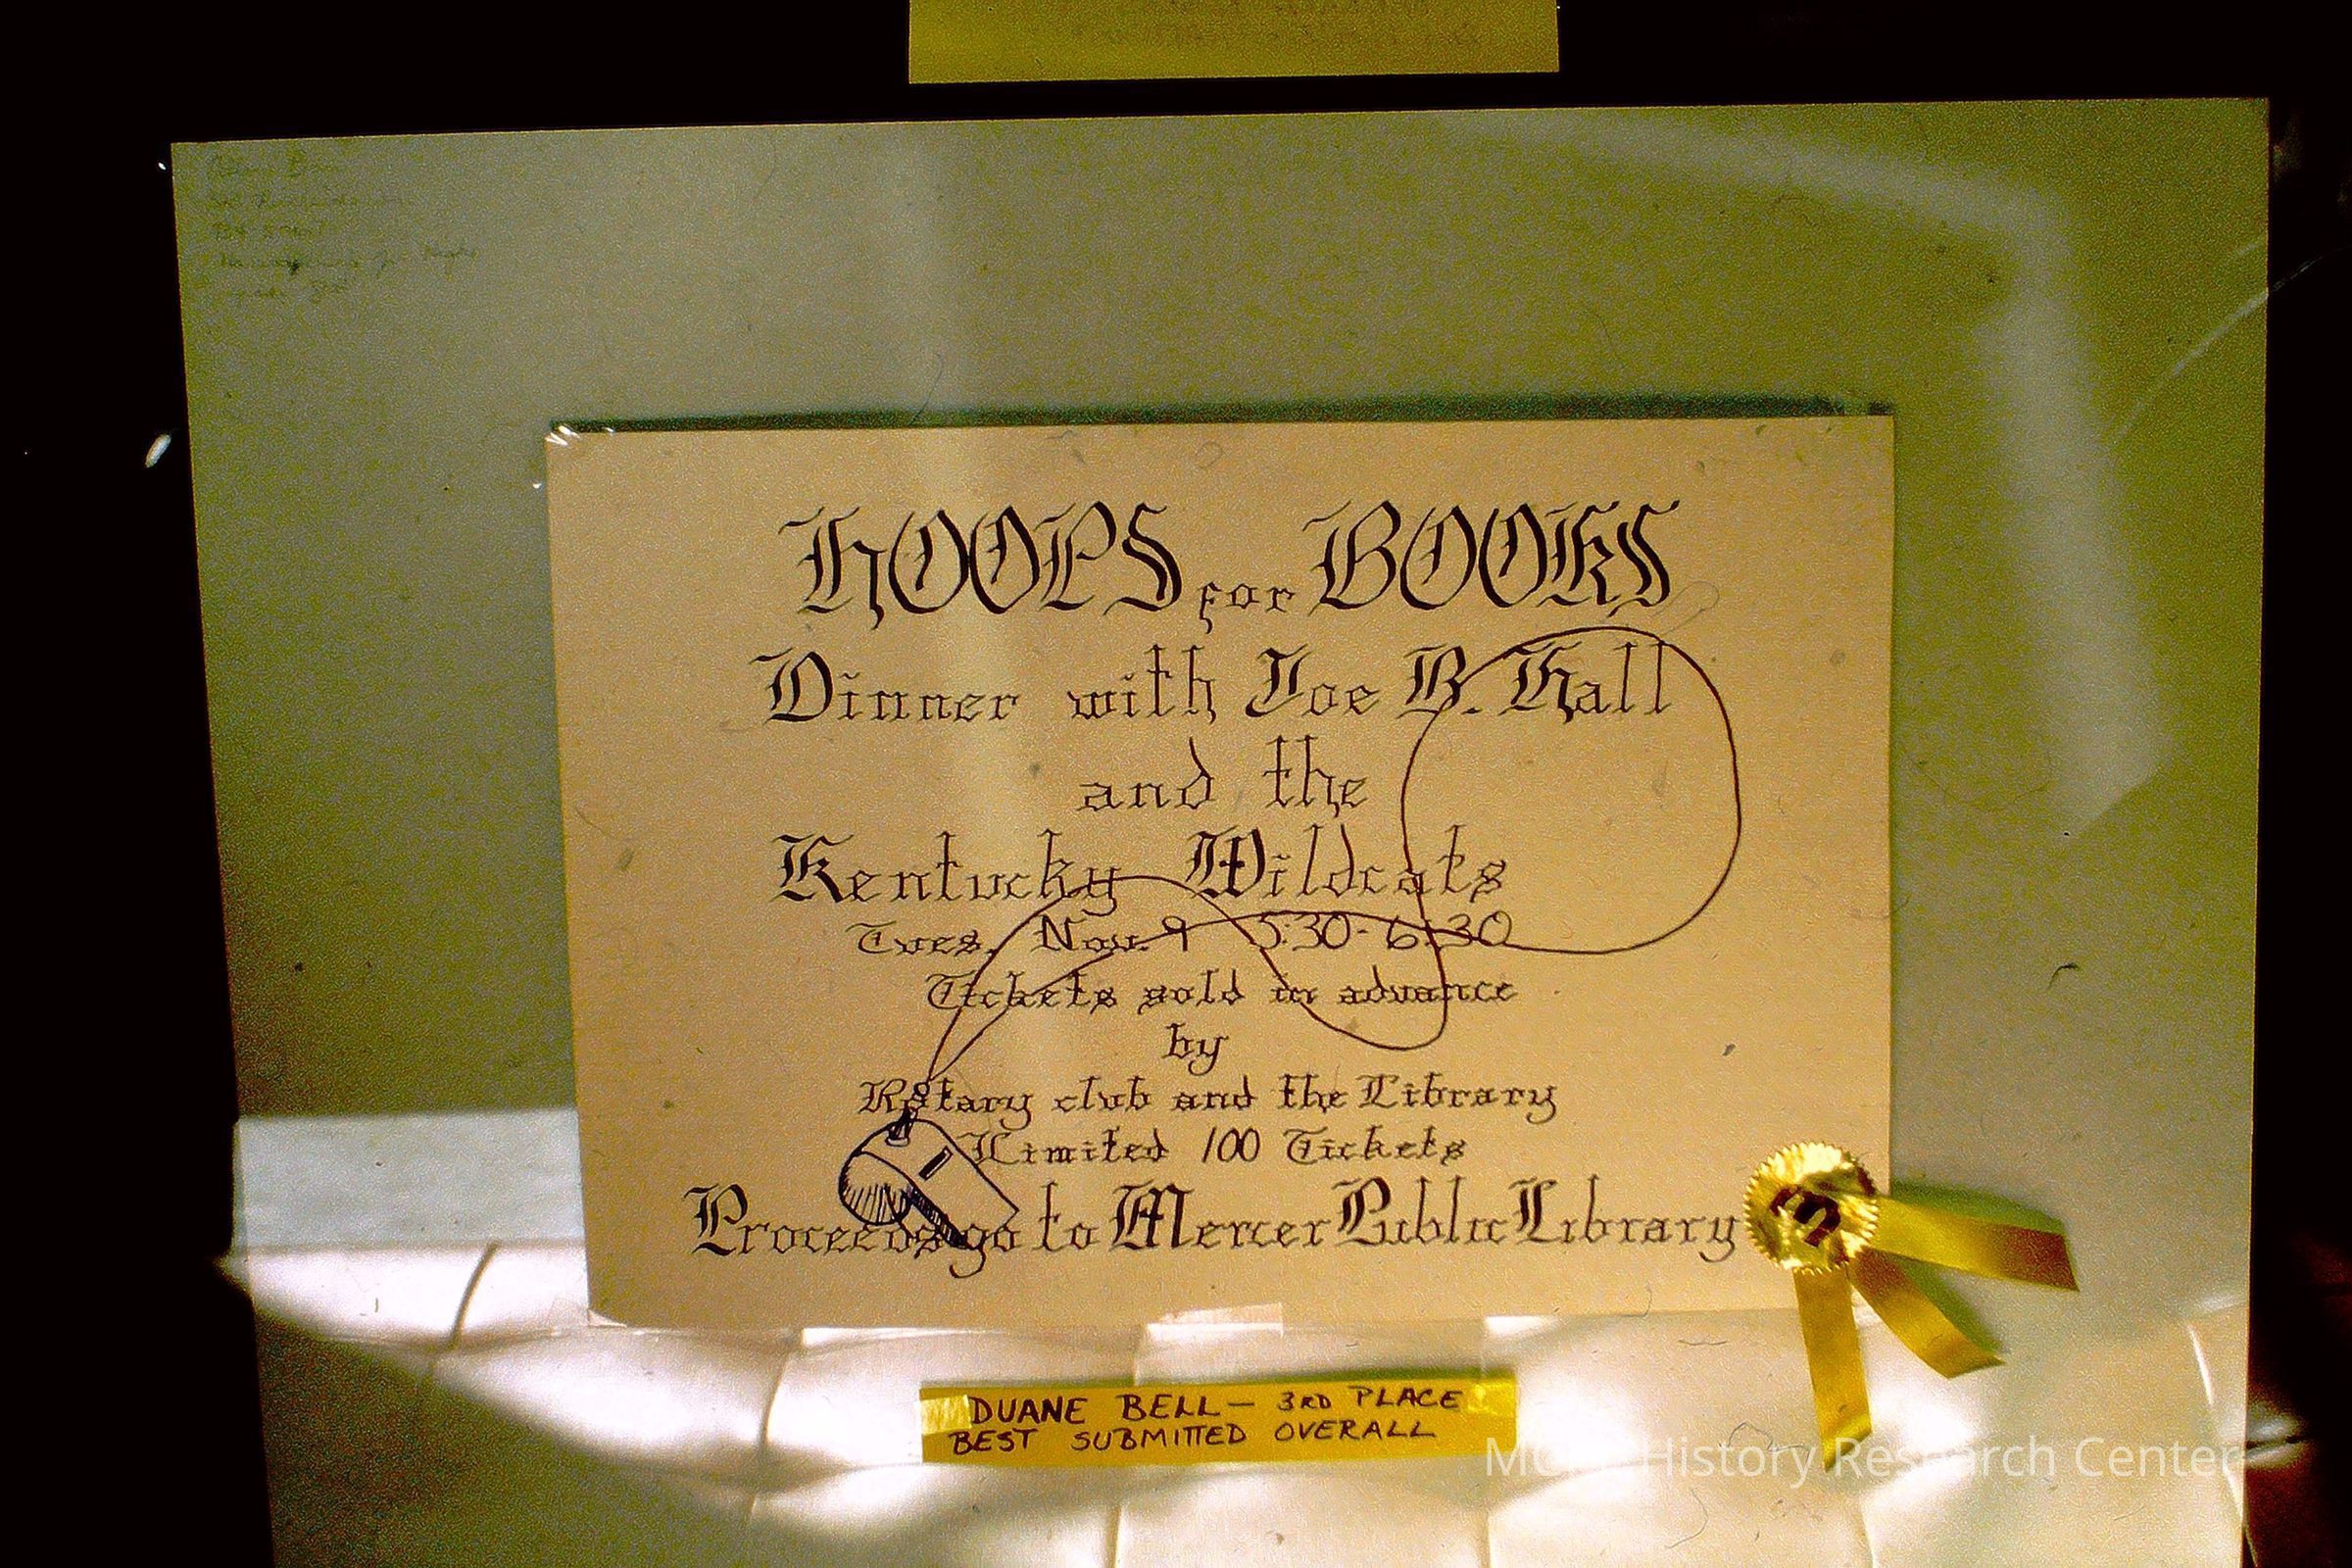 HOOPS for BOOKS
Dinner with Joe B. Hall
and the
Kentucky Wildcats
Tues. Nov. 9 5:30-6:30
Tickets sold in advance
by
Rotary club and the Library
Limited 100 Tickets
Proceeds go to Mercer Public Library
3
DUANE BELL — 3RD PLACE
BEST SUBMITTED OVERALL
History Research Center